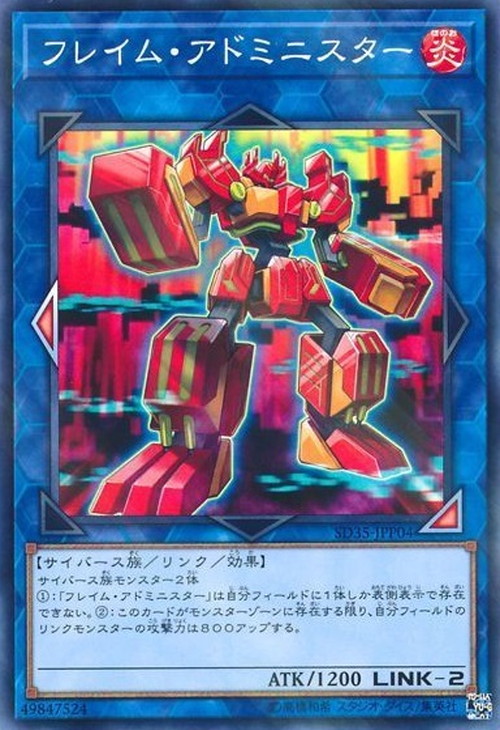 フレイム・アドミニスター
炎
SD35-JPP04
【サイバース族/リンク/効果】
サイバース族モンスター2体
①:「フレイム・アドミニスター」は自分フィールドに1体しか表側表示で存在
できない。②:このカードがモンスターゾーンに存在する限り、自分フィールドの
リンクモンスターの攻撃力は800アップする。
ATK/1200 LINK-2
49847524 ©高橋和希 スタジオ・ダイス/集英社